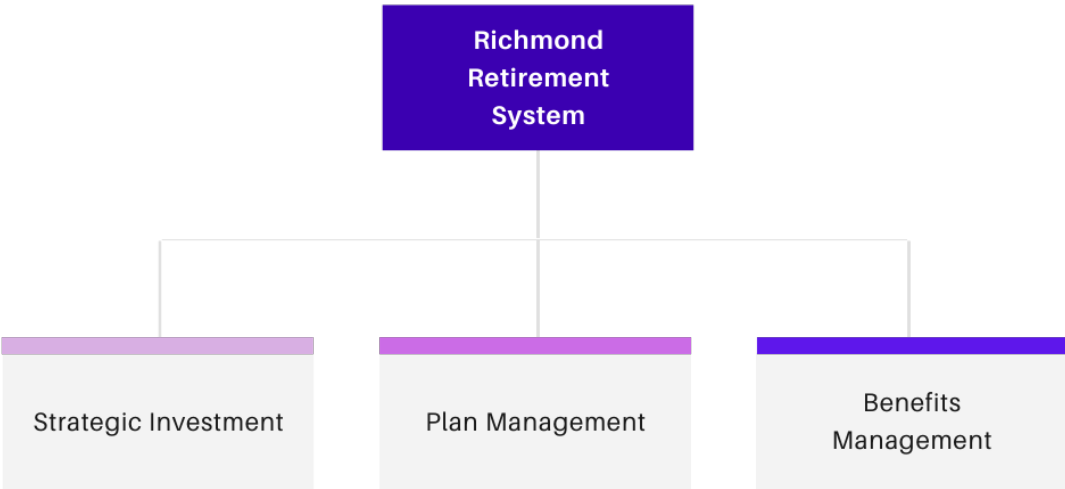 Richmond
Retirement
System
Strategic Investment
Plan Management
Benefits
Management